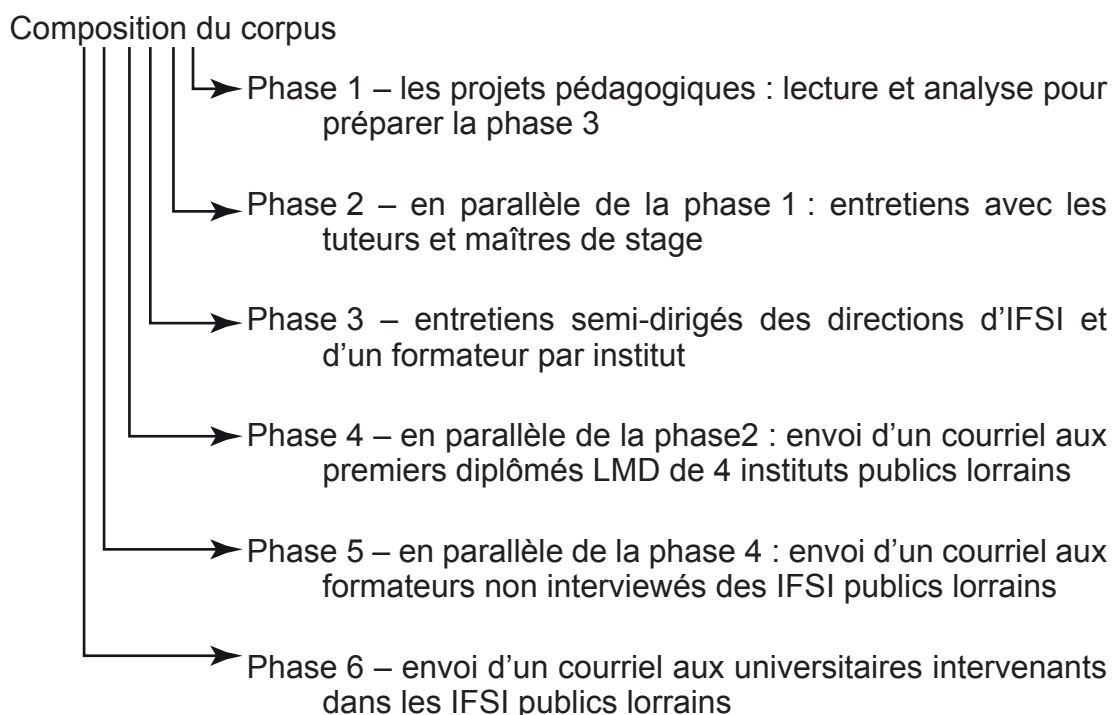 Composition du corpus
Phase 1 – les projets pédagogiques : lecture et analyse pour
préparer la phase 3
Phase 2 – en parallèle de la phase 1 : entretiens avec les
tuteurs et maîtres de stage
Phase 3 – entretiens semi-dirigés des directions d’IFSI et
d’un formateur par institut
Phase 4 – en parallèle de la phase2 : envoi d’un courriel aux
premiers diplômés LMD de 4 instituts publics lorrains
Phase 5 – en parallèle de la phase 4 : envoi d’un courriel aux
formateurs non interviewés des IFSI publics lorrains
Phase 6 – envoi d’un courriel aux universitaires intervenants
dans les IFSI publics lorrains